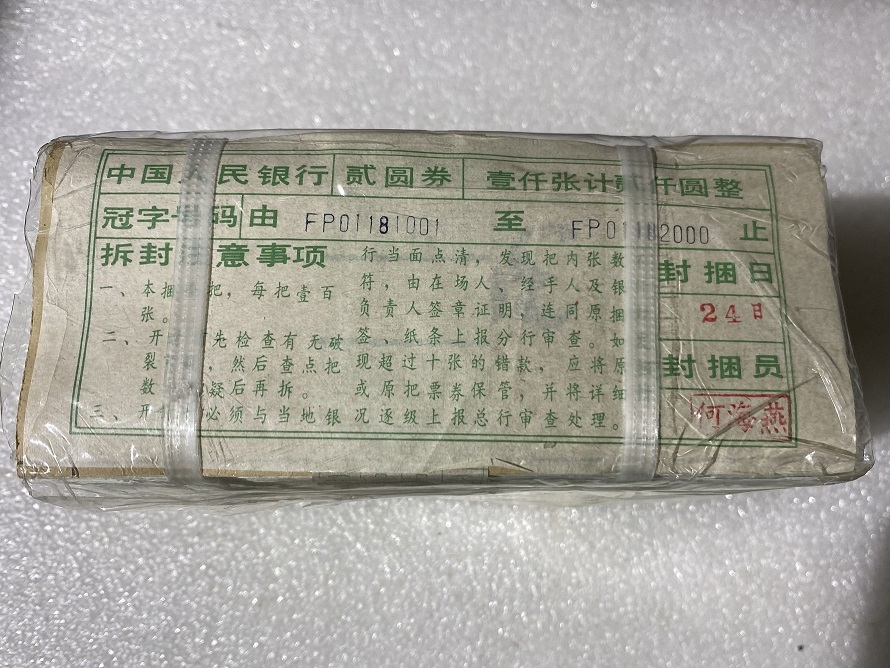 中国人民银行 贰圆券 壹仟张计贰仟圆整
冠字号码由 FP01181001 至 FP01182000 止
拆封注意事项
一、本捆 把，每把壹百
张。
二、开 先检查有无破
裂 ，然后查点把
数 疑后再拆。
三、开 必须与当地银
行当面点清，发现把内张数
符，由在场人、经手人及银
负责人签章证明，连同原捆
签、纸条上报分行审查。如
现超过十张的错款，应将原
或原把票券保管，并将详细
况逐级上报总行审查处理。
封捆日
24日
封捆员
何海燕